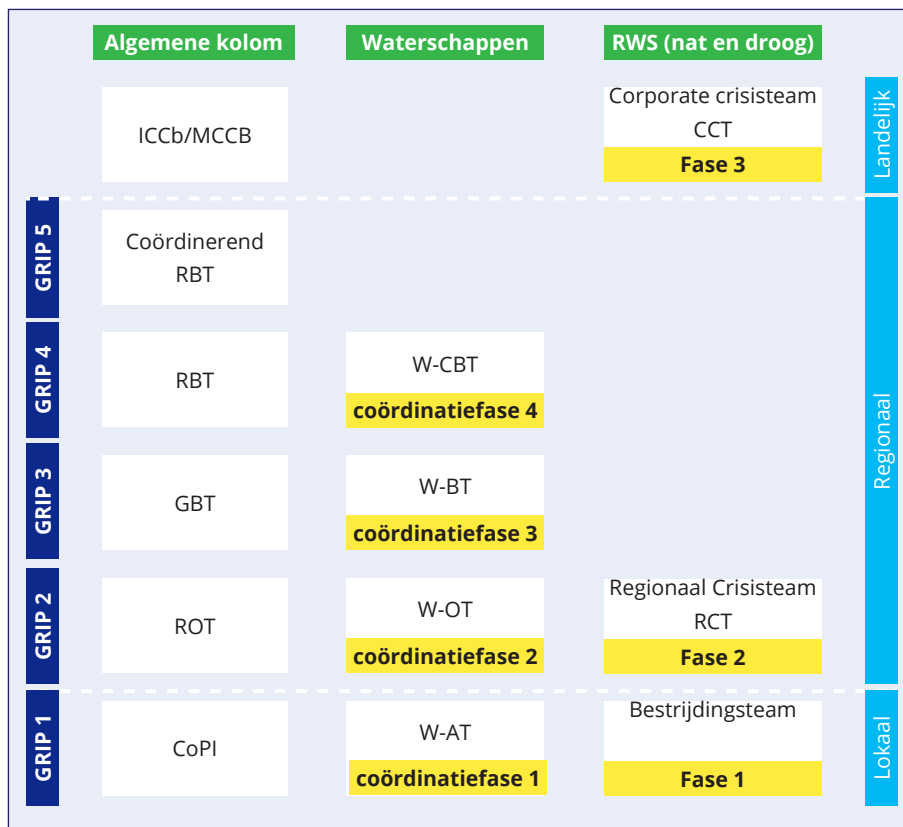 Algemene kolom
Waterschappen
RWS (nat en droog)
ICCb/MCCB
Corporate crisisteam
CCT
Fase 3
Landelijk
GRIP 5
Coördinerend
RBT
Regionaal
GRIP 4
RBT
W-CBT
coördinatiefase 4
GRIP 3
GBT
W-BT
coördinatiefase 3
GRIP 2
ROT
W-OT
coördinatiefase 2
Regionaal Crisisteam
RCT
Fase 2
GRIP 1
CoPI
W-AT
coördinatiefase 1
Bestrijdingsteam
Fase 1
Lokaal